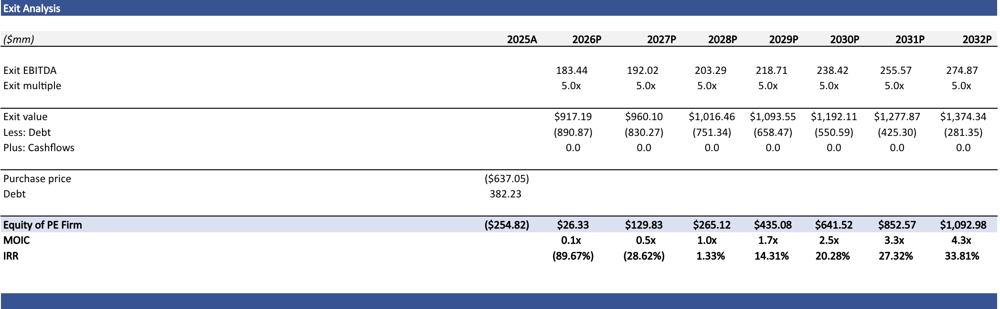 Exit Analysis
($mm) 2025A 2026P 2027P 2028P 2029P 2030P 2031P 2032P
Exit EBITDA 183.44 192.02 203.29 218.71 238.42 255.57 274.87
Exit multiple 5.0x 5.0x 5.0x 5.0x 5.0x 5.0x 5.0x
Exit value $917.19 $960.10 $1,016.46 $1,093.55 $1,192.11 $1,277.87 $1,374.34
Less: Debt (890.87) (830.27) (751.34) (658.47) (550.59) (425.30) (281.35)
Plus: Cashflows 0.0 0.0 0.0 0.0 0.0 0.0 0.0
Purchase price ($637.05)
Debt 382.23
Equity of PE Firm ($254.82) $26.33 $129.83 $265.12 $435.08 $641.52 $852.57 $1,092.98
MOIC 0.1x 0.5x 1.0x 1.7x 2.5x 3.3x 4.3x
IRR (89.67%) (28.62%) 1.33% 14.31% 20.28% 27.32% 33.81%